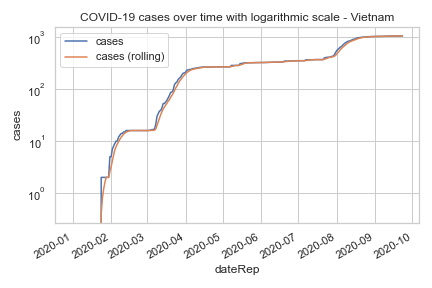 COVID-19 cases over time with logarithmic scale - Vietnam
cases
cases (rolling)
10³
10²
10¹
10⁰
cases
2020-01
2020-02
2020-03
2020-04
2020-05
2020-06
2020-07
2020-08
2020-09
2020-10
dateRep